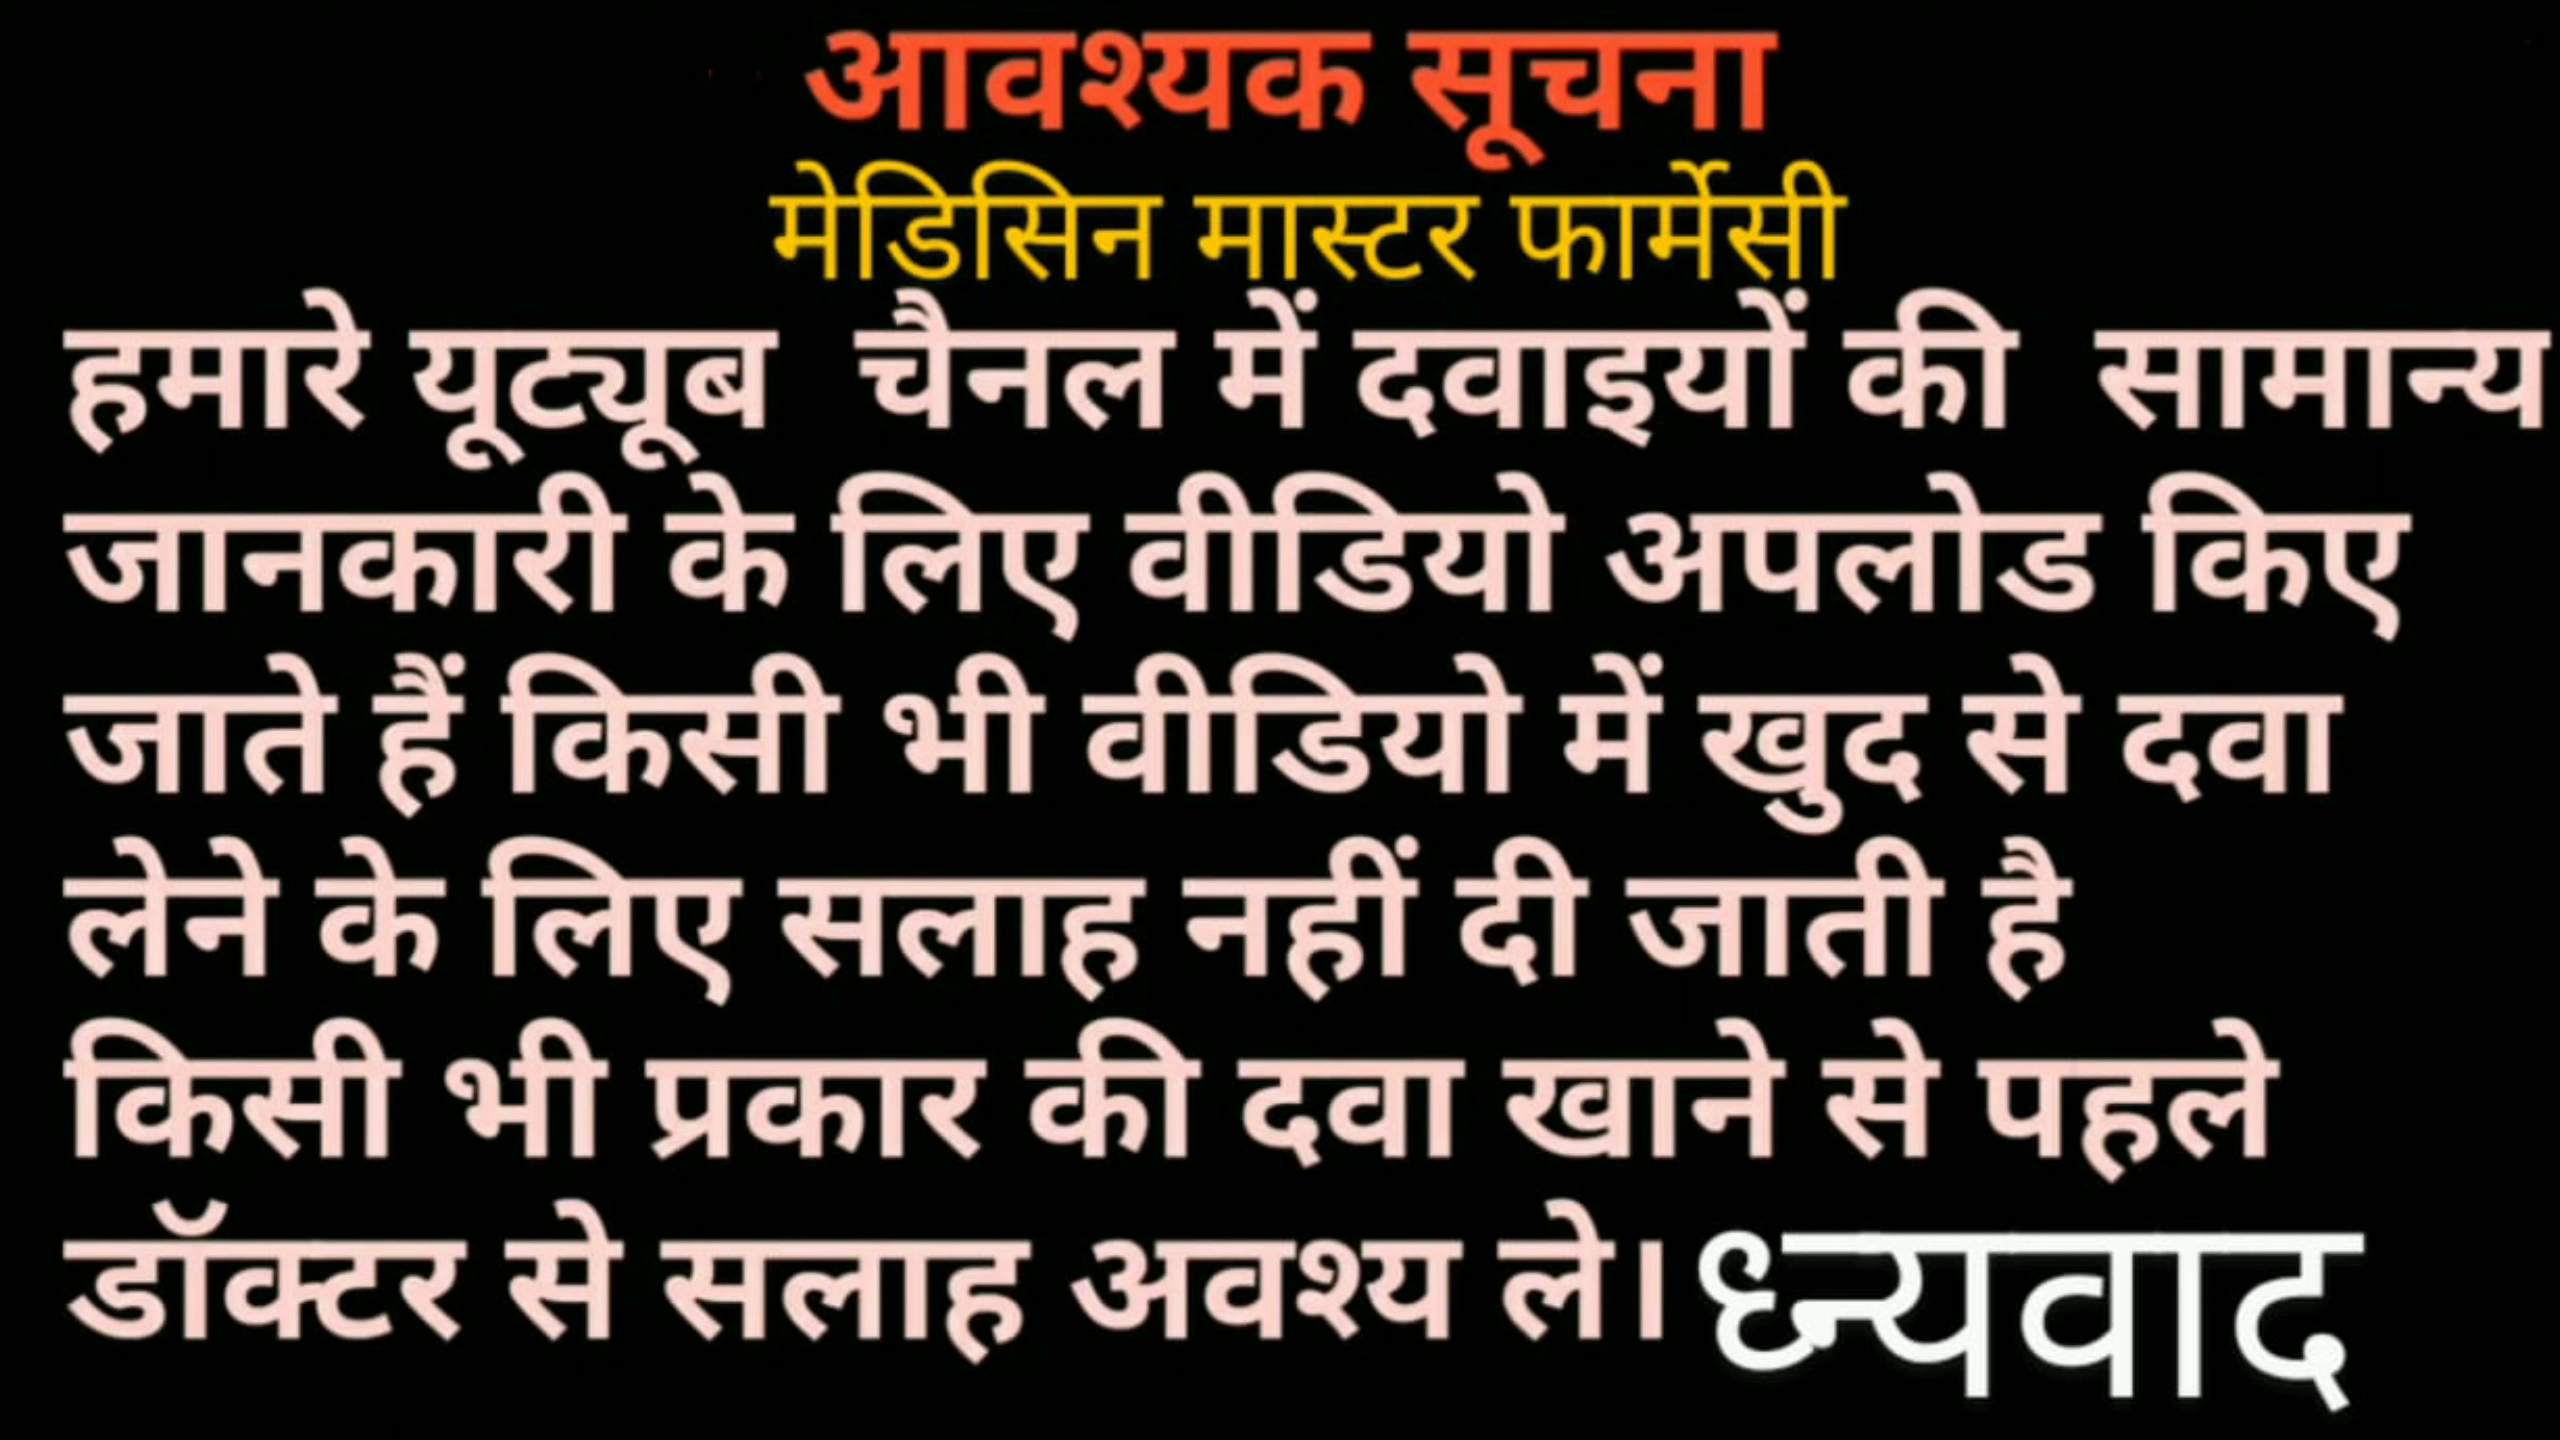 आवश्यक सूचना
मेडिसिन मास्टर फार्मेसी
हमारे यूट्यूब चैनल में दवाइयों की सामान्य
जानकारी के लिए वीडियो अपलोड किए
जाते हैं किसी भी वीडियो में खुद से दवा
लेने के लिए सलाह नहीं दी जाती है
किसी भी प्रकार की दवा खाने से पहले
डॉक्टर से सलाह अवश्य ले। ध्न्यवाद